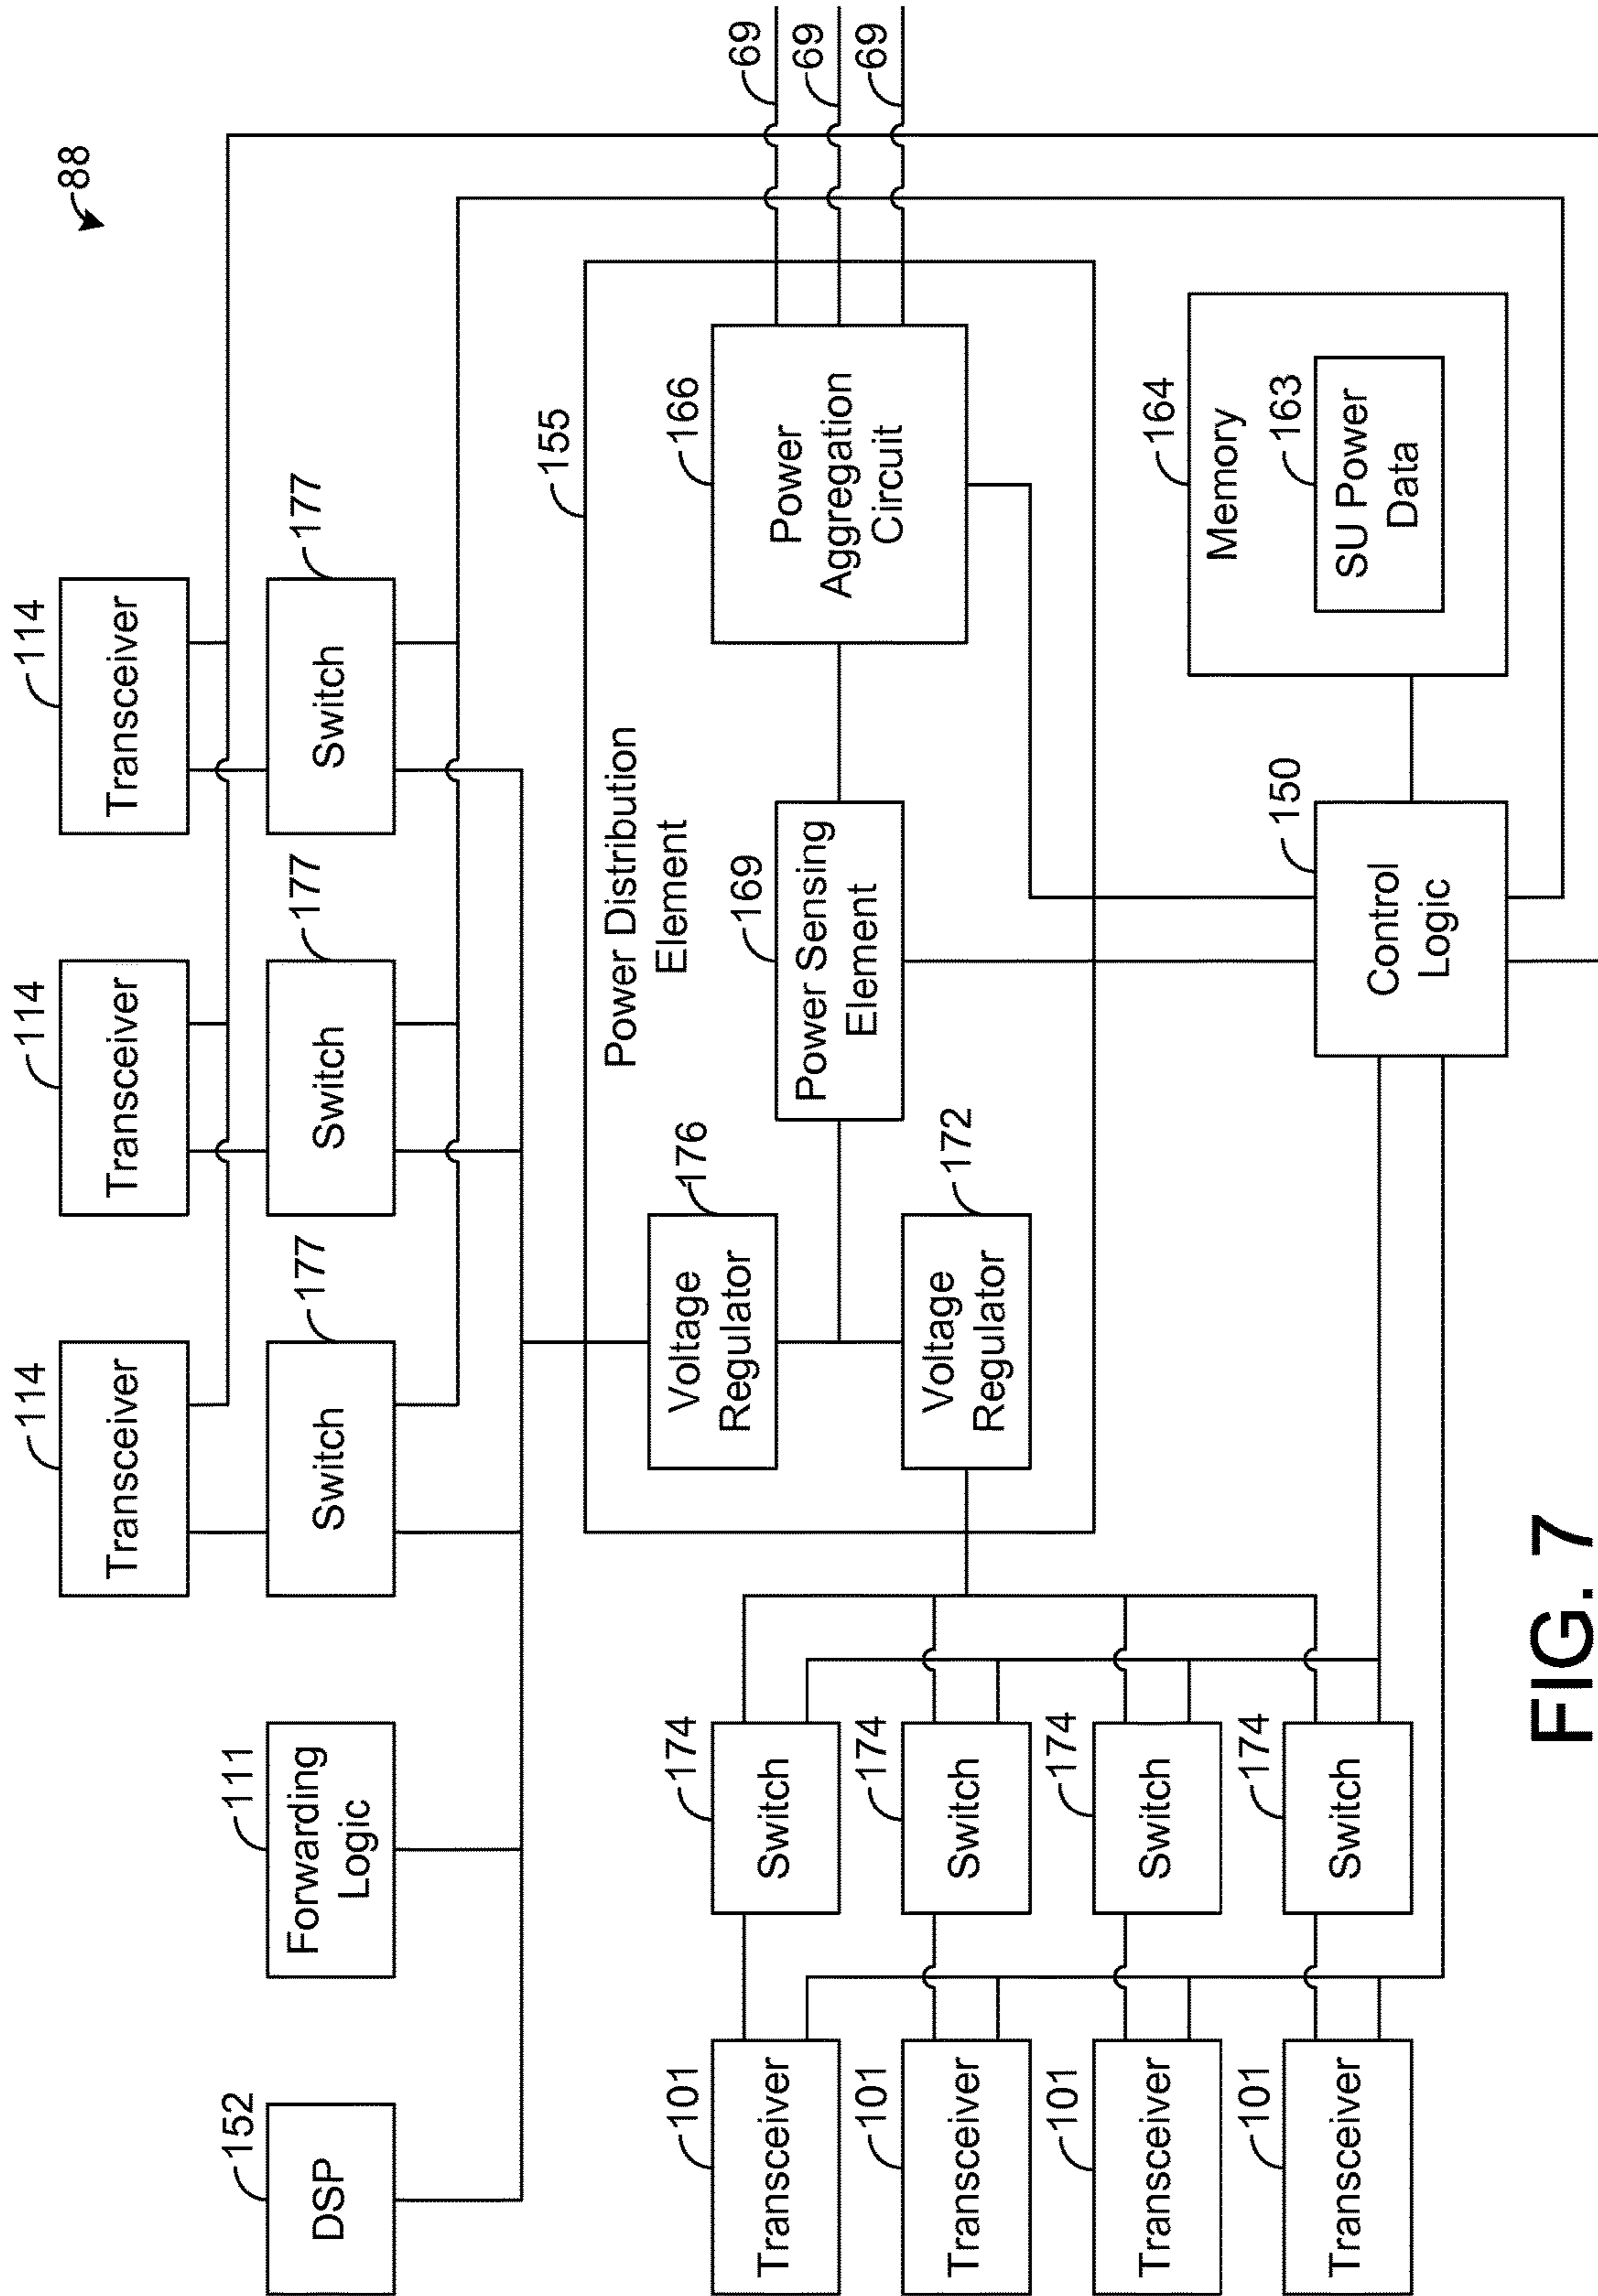 88
114
114
114
Transceiver
Transceiver
Transceiver
152
111
177
177
177
DSP
Forwarding
Logic
Switch
Switch
Switch
155
69
69
69
Power Distribution
Element
176
Voltage
Regulator
166
Power
Aggregation
Circuit
169
Power Sensing
Element
172
Voltage
Regulator
101
Transceiver
174
Switch
101
Transceiver
174
Switch
101
Transceiver
174
Switch
101
Transceiver
174
Switch
150
Control
Logic
164
Memory
163
SU Power
Data
FIG. 7